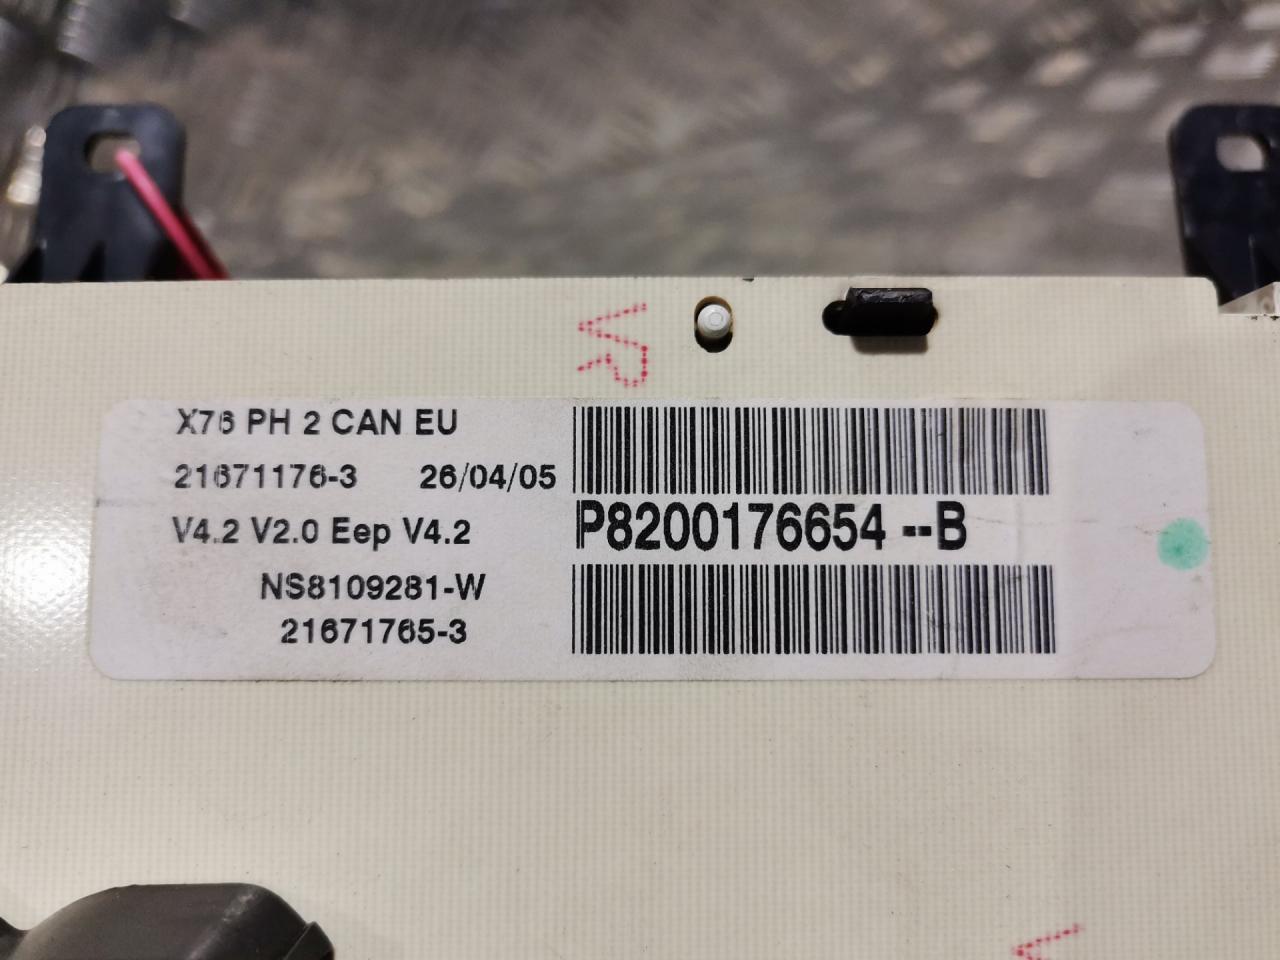 VR
X76 PH 2 CAN EU
21671176-3 26/04/05
V4.2 V2.0 Eep V4.2
P8200176654 --B
NS8109281-W
21671765-3